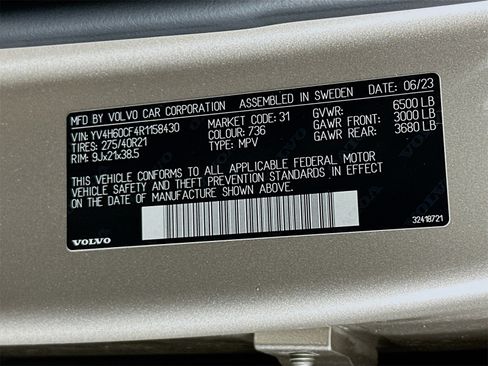 MFD BY VOLVO CAR CORPORATION ASSEMBLED IN SWEDEN DATE: 06/23
VIN: YV4H60CF4R1158430 MARKET CODE: 31 GVWR: 6500 LB
TIRES: 275/40R21 COLOUR: 736 GAWR FRONT: 3000 LB
RIM: 9Jx21x38.5 TYPE: MPV GAWR REAR: 3680 LB
THIS VEHICLE CONFORMS TO ALL APPLICABLE FEDERAL MOTOR
VEHICLE SAFETY AND THEFT PREVENTION STANDARDS IN EFFECT
ON THE DATE OF MANUFACTURE SHOWN ABOVE.
VOLVO 32418721